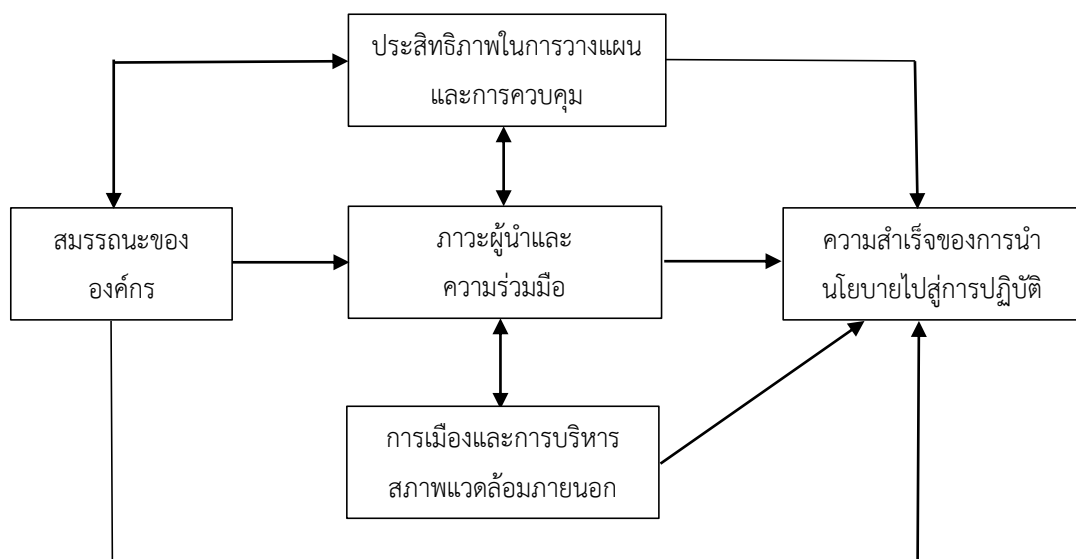 ประสิทธิภาพในการวางแผน
และการควบคุม
สมรรถนะของ
องค์กร
ภาวะผู้นำและ
ความร่วมมือ
ความสำเร็จของการนำ
นโยบายไปสู่การปฏิบัติ
การเมืองและการบริหาร
สภาพแวดล้อมภายนอก